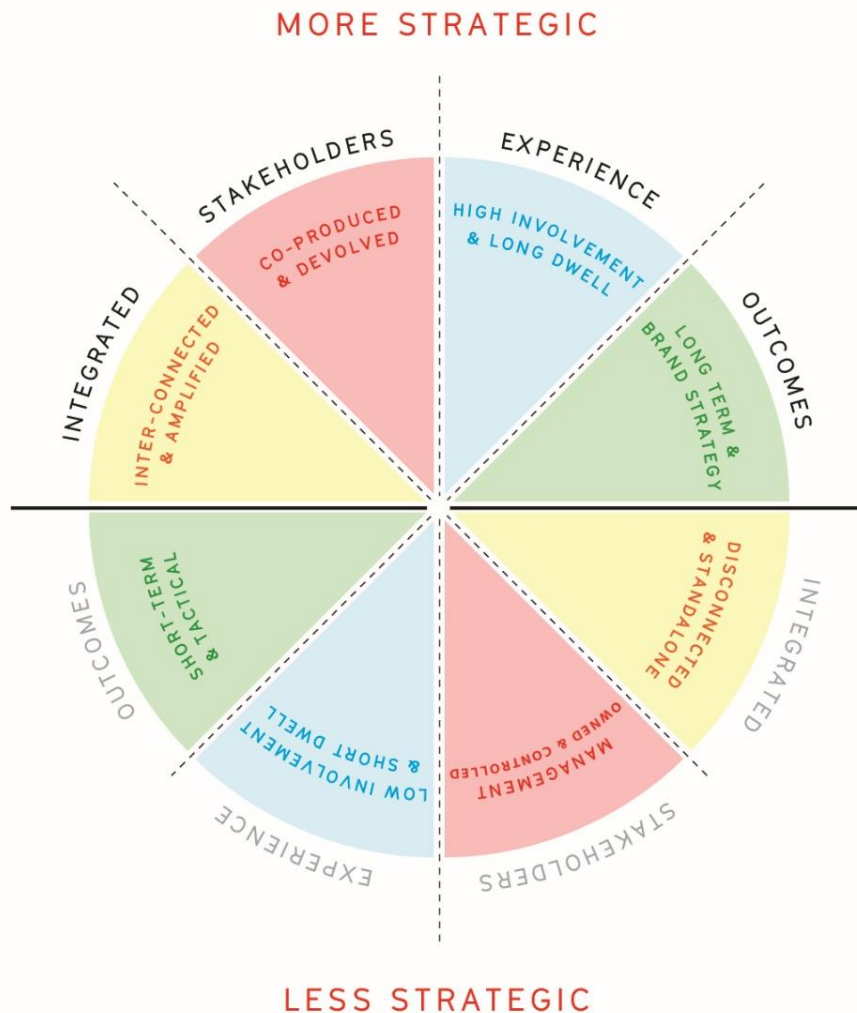 MORE STRATEGIC
STAKEHOLDERS
EXPERIENCE
CO-PRODUCED
& DEVOLVED
HIGH INVOLVEMENT
& LONG DWELL
INTEGRATED
INTER-CONNECTED
& AMPLIFIED
OUTCOMES
LONG TERM &
BRAND STRATEGY
OUTCOMES
SHORT-TERM
& TACTICAL
DISCONNECTED
& STANDALONE
INTEGRATED
LOW INVOLVEMENT
& SHORT DWELL
EXPERIENCE
MANAGEMENT
OWNED & CONTROLLED
STAKEHOLDERS
LESS STRATEGIC